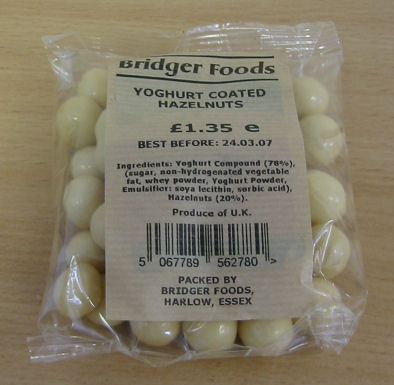 Bridger Foods
YOGHURT COATED
HAZELNUTS
£1.35 e
BEST BEFORE: 24.03.07
Ingredients: Yoghurt Compound (78%),
(sugar, non-hydrogenated vegetable
fat, whey powder, Yoghurt Powder,
Emulsifier: soya lecithin, sorbic acid),
Hazelnuts (20%).
Produce of U.K.
5 067789 562780 >
PACKED BY
BRIDGER FOODS,
HARLOW, ESSEX